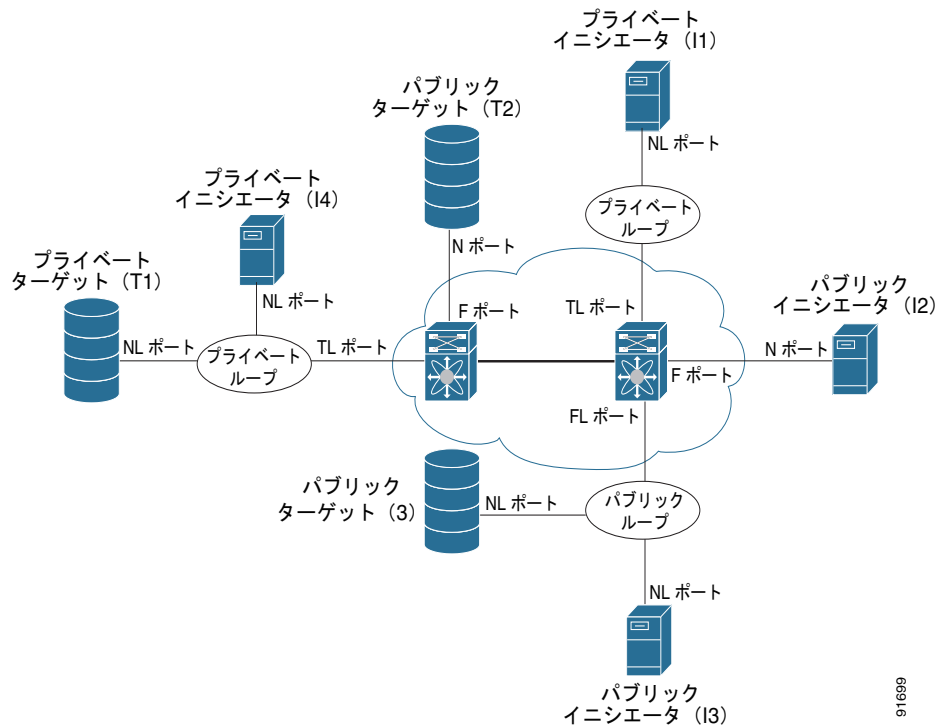 プライベート
イニシエータ（I1）
パブリック
ターゲット（T2）
NL ポート
プライベート
イニシエータ（I4）
プライベート
ループ
プライベート
ターゲット（T1）
N ポート
NL ポート
F ポート
TL ポート
パブリック
イニシエータ（I2）
NL ポート
プライベート
ループ
TL ポート
N ポート
F ポート
FL ポート
パブリック
ターゲット（3）
NL ポート
パブリック
ループ
NL ポート
パブリック
イニシエータ（I3）
91699